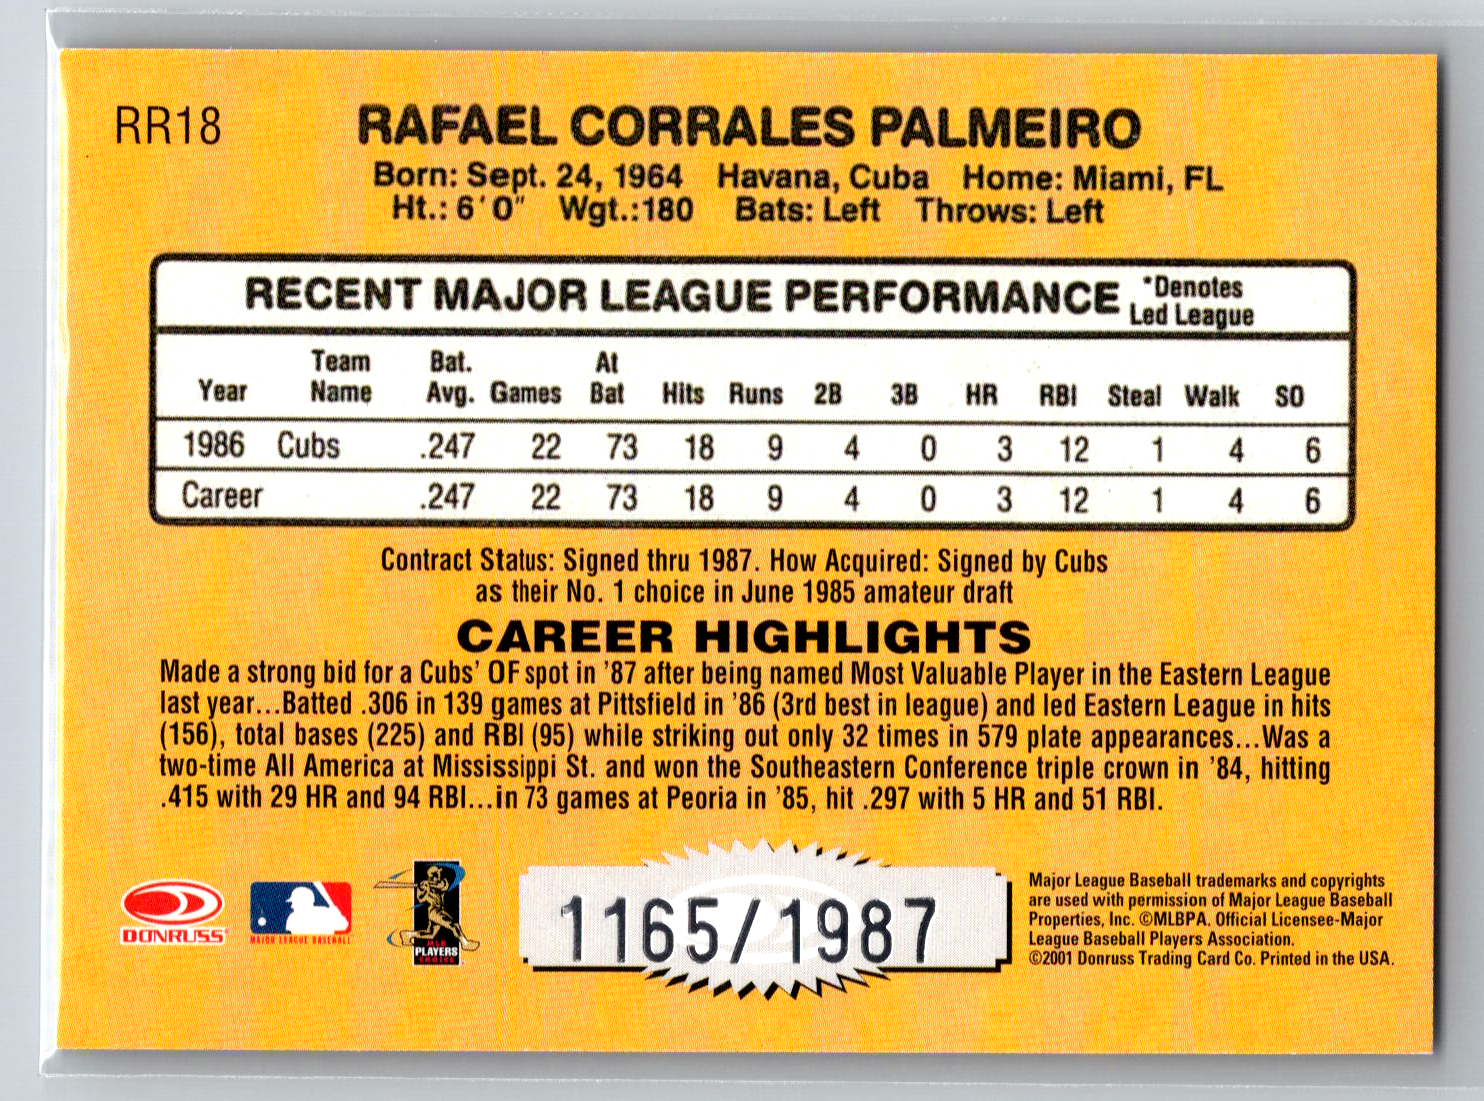 RR18
RAFAEL CORRALES PALMEIRO
Born: Sept. 24, 1964 Havana, Cuba Home: Miami, FL
Ht.: 6'0" Wgt.:180 Bats: Left Throws: Left
RECENT MAJOR LEAGUE PERFORMANCE *Denotes Led League
Year Team Name Bat. Avg. Games At Bat Hits Runs 2B 3B HR RBI Steal Walk SO
1986 Cubs .247 22 73 18 9 4 0 3 12 1 4 6
Career .247 22 73 18 9 4 0 3 12 1 4 6
Contract Status: Signed thru 1987. How Acquired: Signed by Cubs
as their No. 1 choice in June 1985 amateur draft
CAREER HIGHLIGHTS
Made a strong bid for a Cubs' OF spot in '87 after being named Most Valuable Player in the Eastern League
last year...Batted .306 in 139 games at Pittsfield in '86 (3rd best in league) and led Eastern League in hits
(156), total bases (225) and RBI (95) while striking out only 32 times in 579 plate appearances...Was a
two-time All America at Mississippi St. and won the Southeastern Conference triple crown in '84, hitting
.415 with 29 HR and 94 RBI...in 73 games at Peoria in '85, hit .297 with 5 HR and 51 RBI.
DONRUSS
MAJOR LEAGUE BASEBALL
MLB
PLAYERS
CHOICE
1165/1987
Major League Baseball trademarks and copyrights
are used with permission of Major League Baseball
Properties, Inc. ©MLBPA. Official Licensee-Major
League Baseball Players Association.
©2001 Donruss Trading Card Co. Printed in the USA.